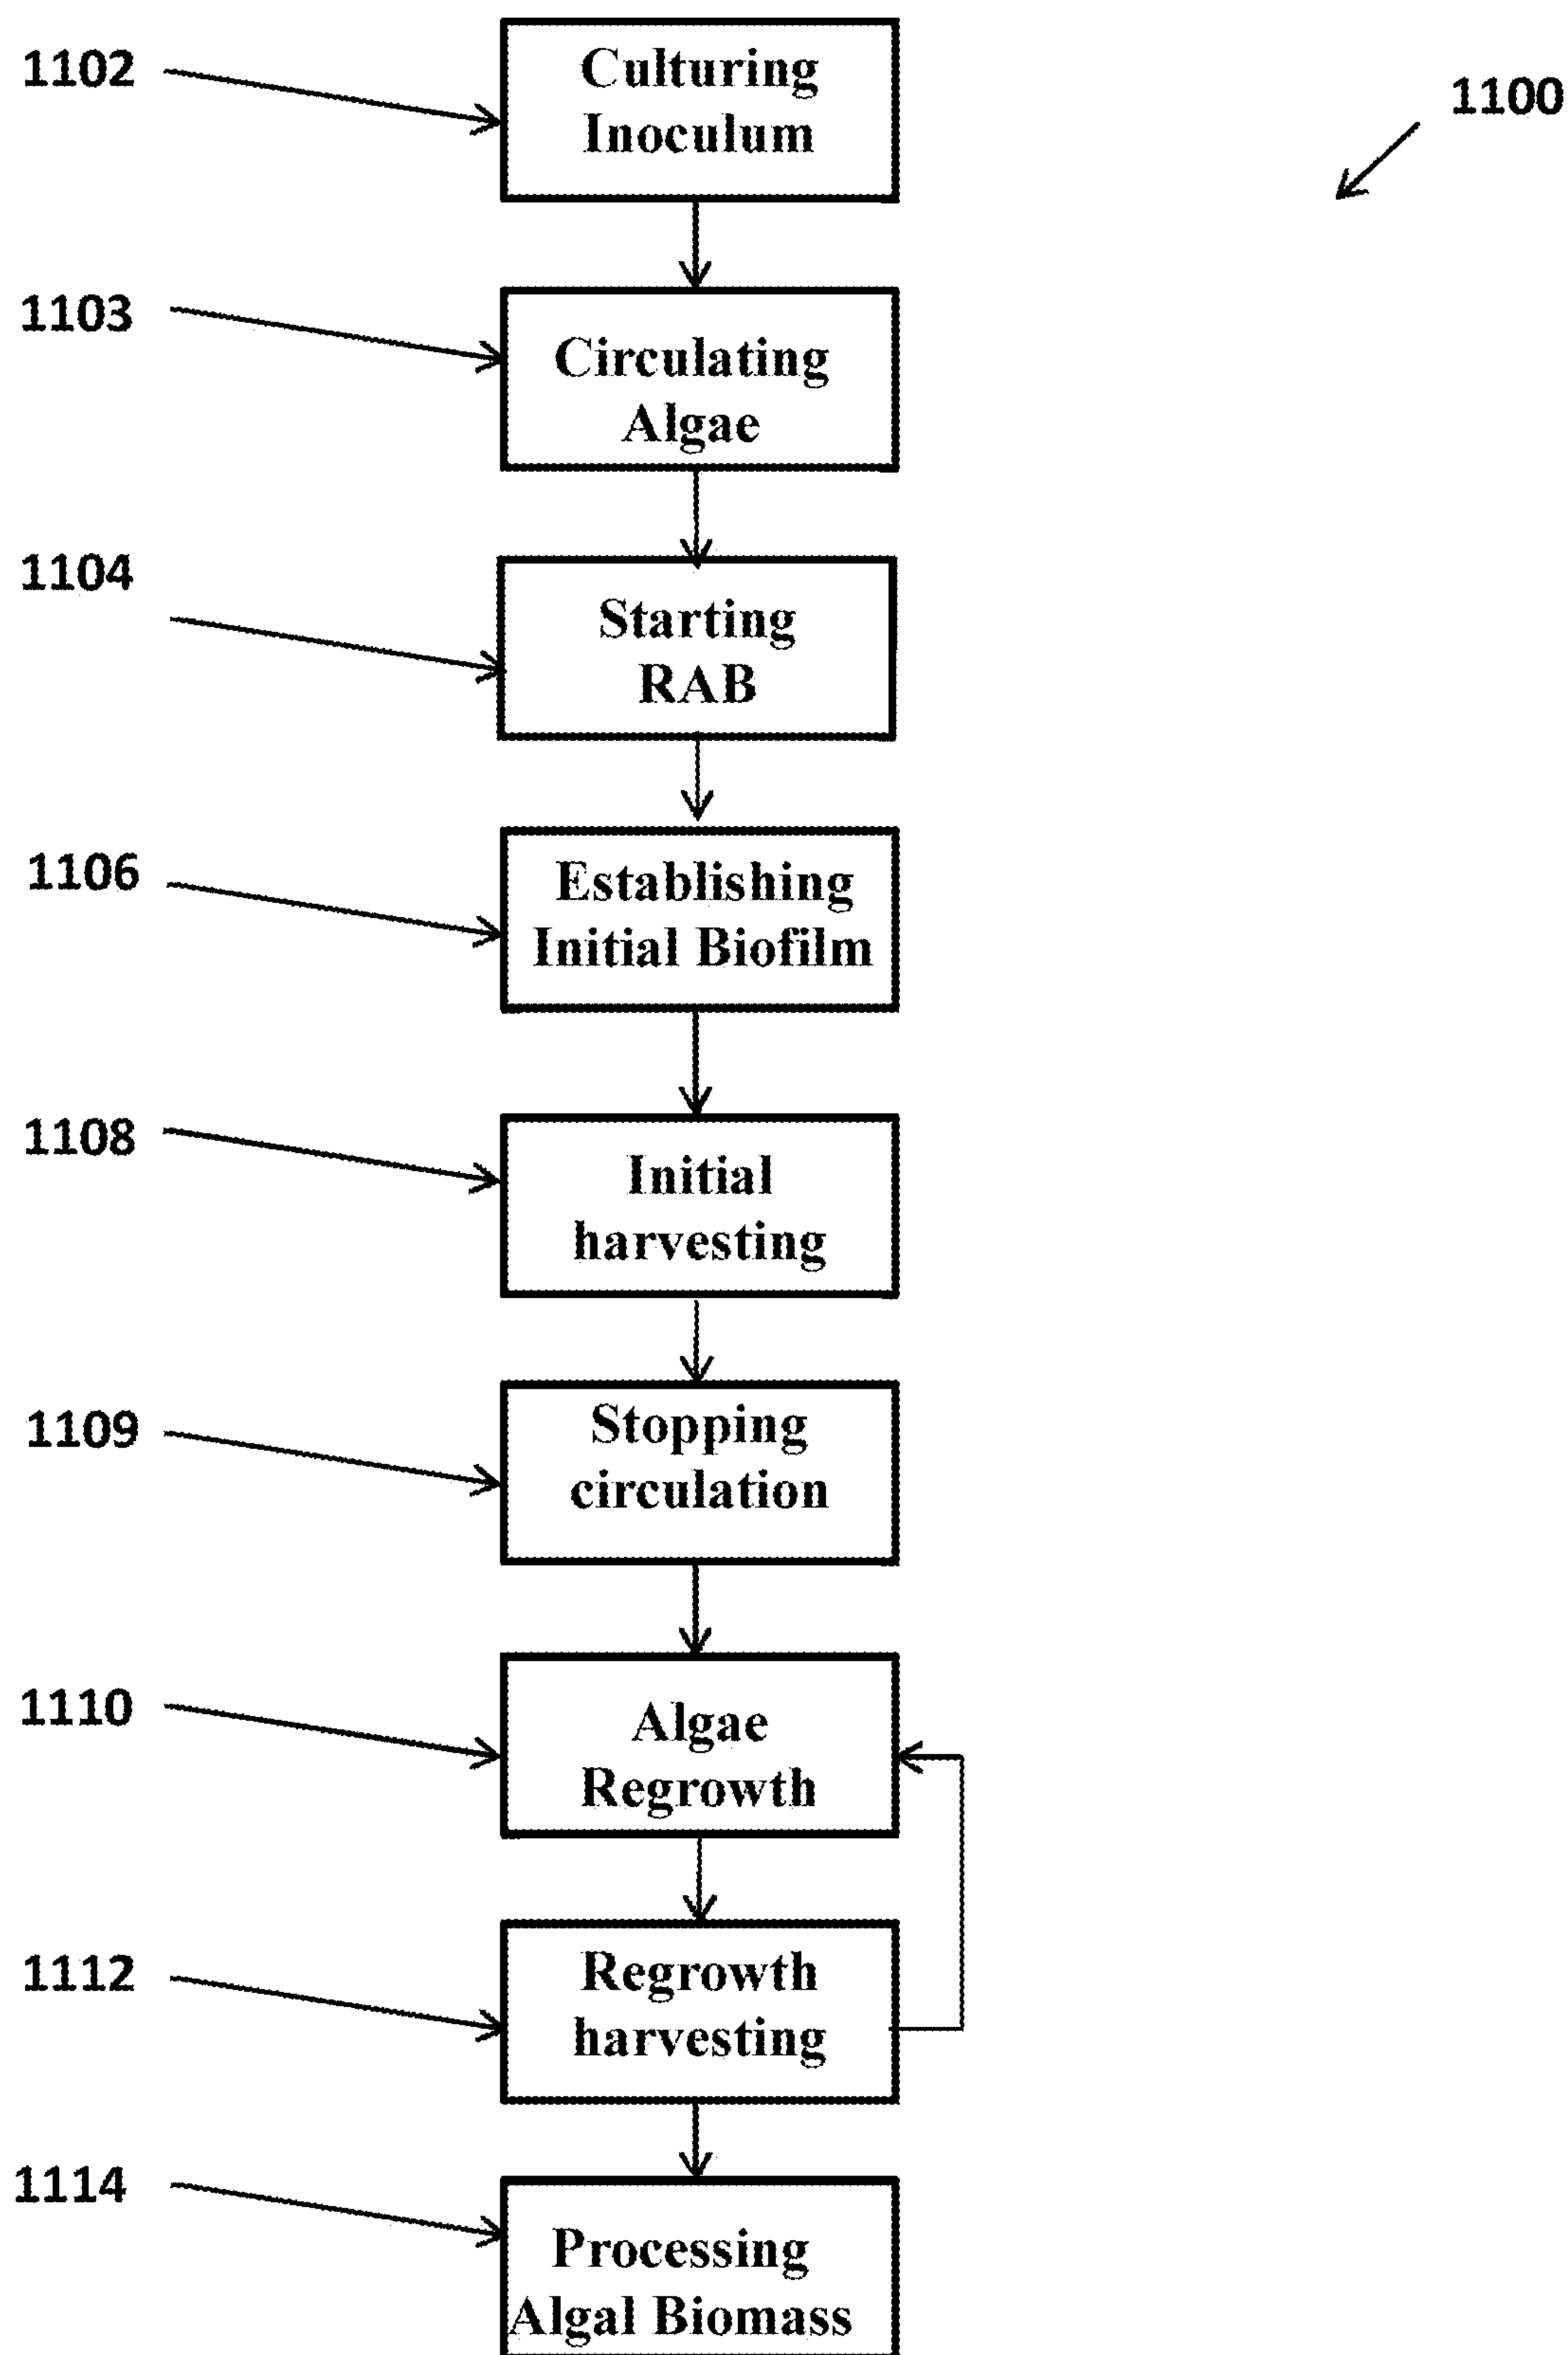 1100
1102
Culturing
Inoculum
1103
Circulating
Algae
1104
Starting
RAB
1106
Establishing
Initial Biofilm
1108
Initial
harvesting
1109
Stopping
circulation
1110
Algae
Regrowth
1112
Regrowth
harvesting
1114
Processing
Algal Biomass